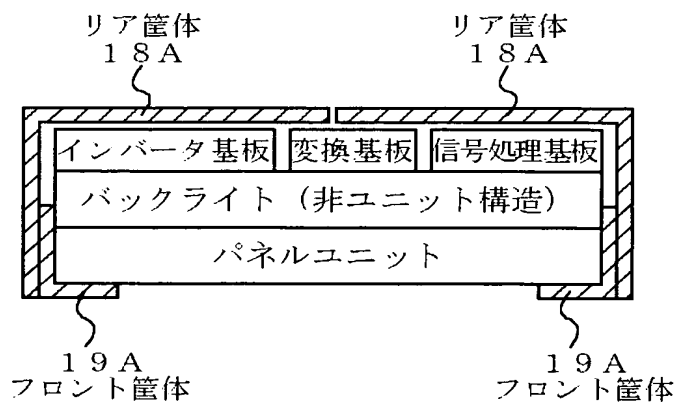 リア筐体
18A
リア筐体
18A
インバータ基板
変換基板
信号処理基板
バックライト（非ユニット構造）
パネルユニット
19A
フロント筐体
19A
フロント筐体